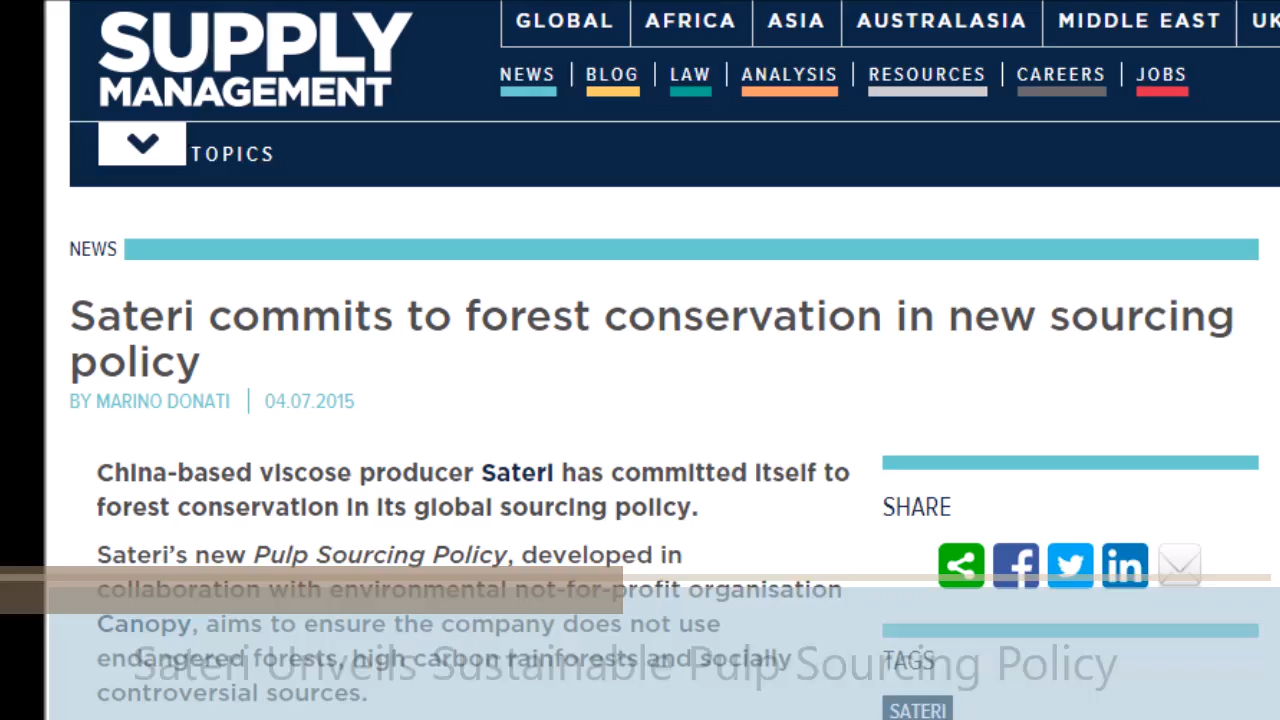 SUPPLY
MANAGEMENT
GLOBAL AFRICA ASIA AUSTRALASIA MIDDLE EAST UK
NEWS BLOG LAW ANALYSIS RESOURCES CAREERS JOBS
TOPICS
NEWS
Sateri commits to forest conservation in new sourcing
policy
BY MARINO DONATI 04.07.2015
China-based viscose producer Sateri has committed itself to
forest conservation in its global sourcing policy.
Sateri's new Pulp Sourcing Policy, developed in
collaboration with environmental not-for-profit organisation
Canopy, aims to ensure the company does not use
endangered forests, high carbon rainforests and socially
controversial sources.
SHARE
f
in
TAGS
SATERI
Sateri Unveils Sustainable Pulp Sourcing Policy